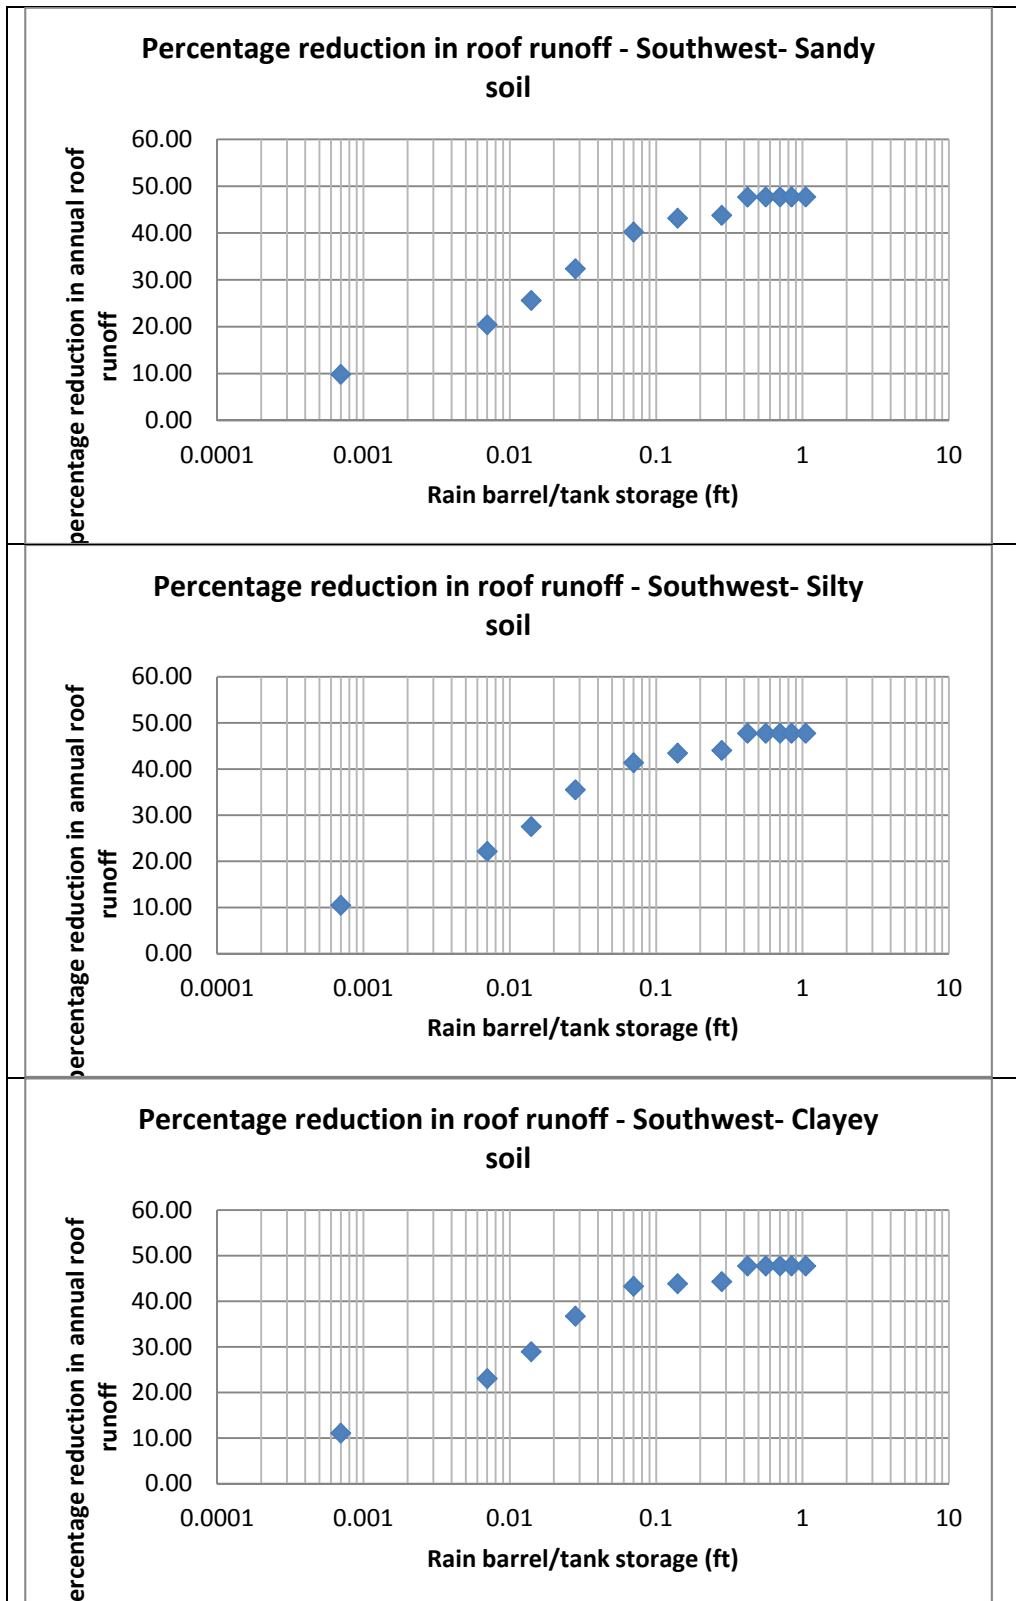 Percentage reduction in roof runoff - Southwest- Sandy
soil
percentage reduction in annual roof
runoff
60.00
50.00
40.00
30.00
20.00
10.00
0.00
0.0001 0.001 0.01 0.1 1 10
Rain barrel/tank storage (ft)
Percentage reduction in roof runoff - Southwest- Silty
soil
percentage reduction in annual roof
runoff
60.00
50.00
40.00
30.00
20.00
10.00
0.00
0.0001 0.001 0.01 0.1 1 10
Rain barrel/tank storage (ft)
Percentage reduction in roof runoff - Southwest- Clayey
soil
ercentage reduction in annual roof
runoff
60.00
50.00
40.00
30.00
20.00
10.00
0.00
0.0001 0.001 0.01 0.1 1 10
Rain barrel/tank storage (ft)